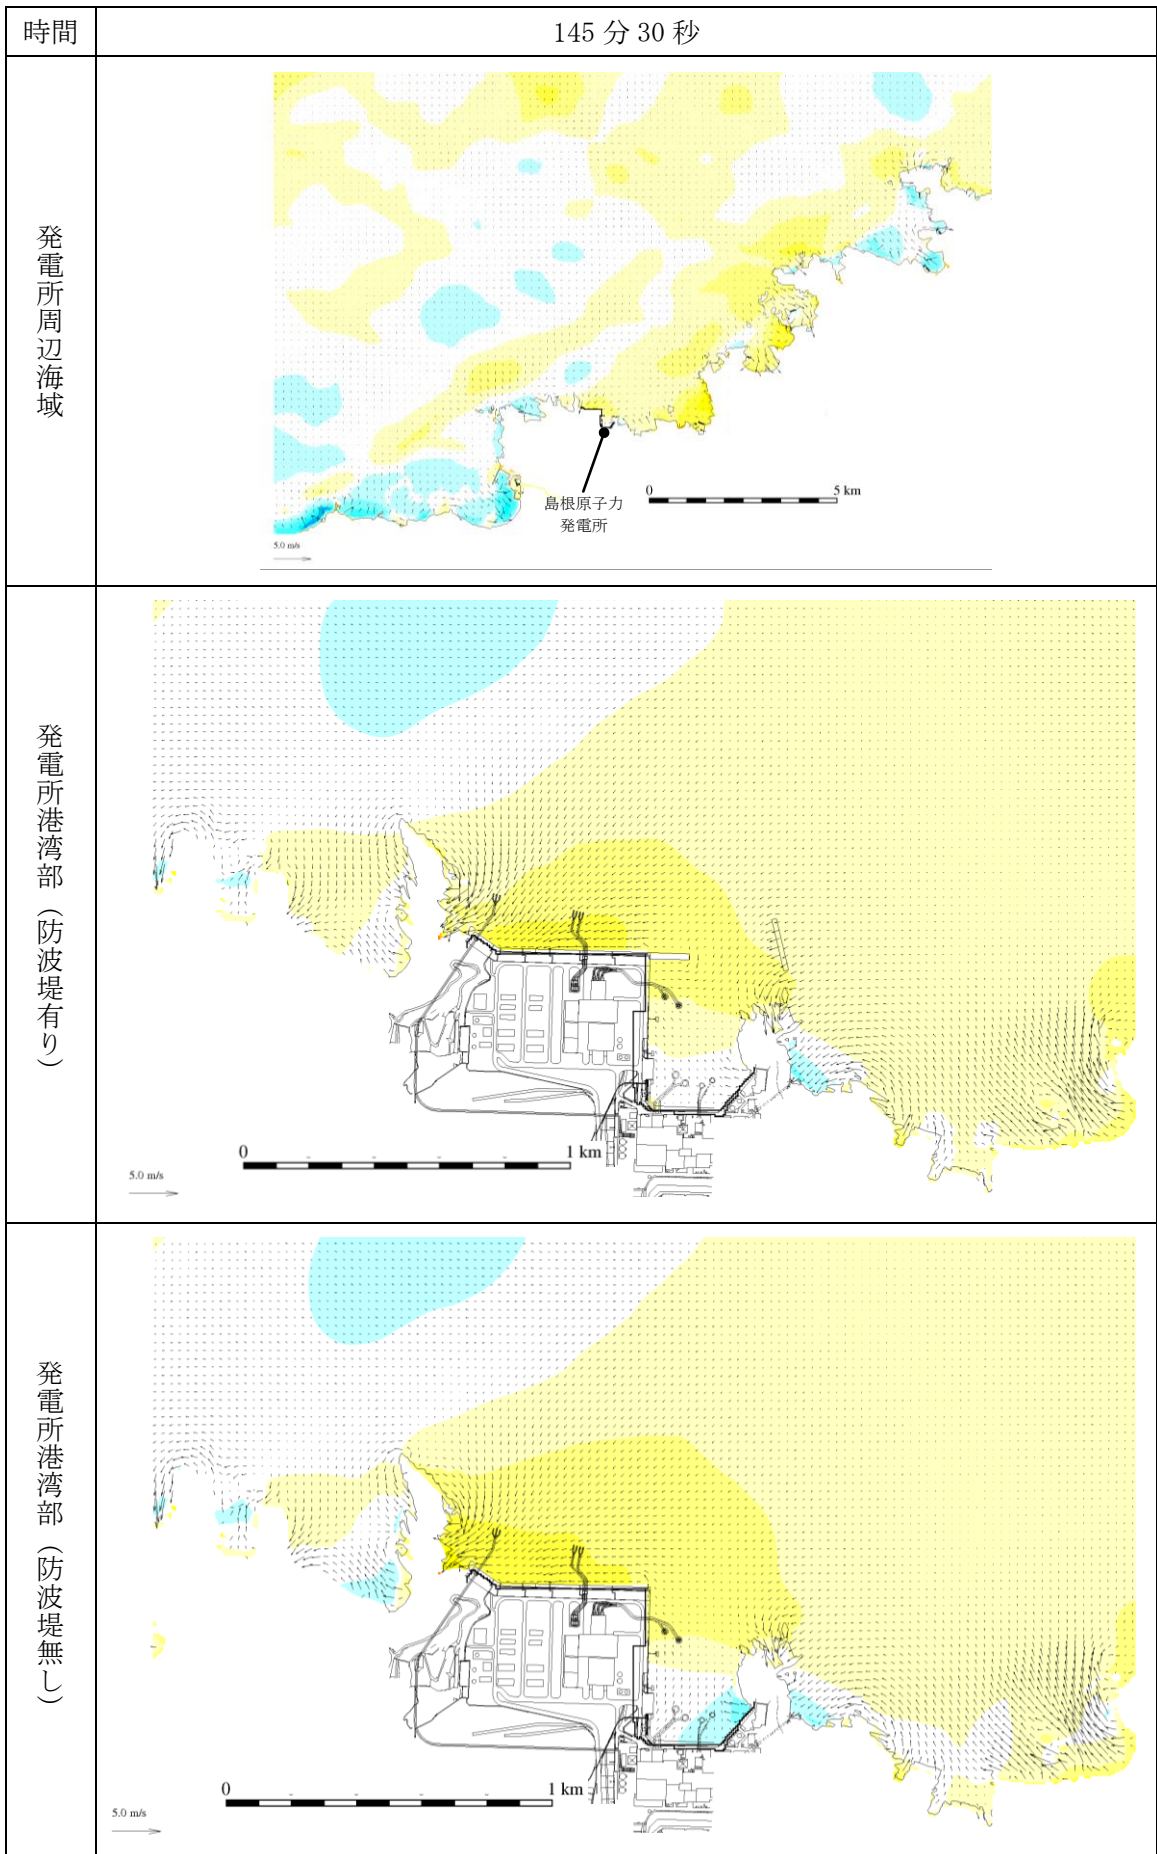 時間
145 分 30 秒
発電所周辺海域
島根原子力
発電所
0 5 km
5.0 m/s
発電所港湾部（防波堤有り）
0 1 km
5.0 m/s
発電所港湾部（防波堤無し）
0 1 km
5.0 m/s